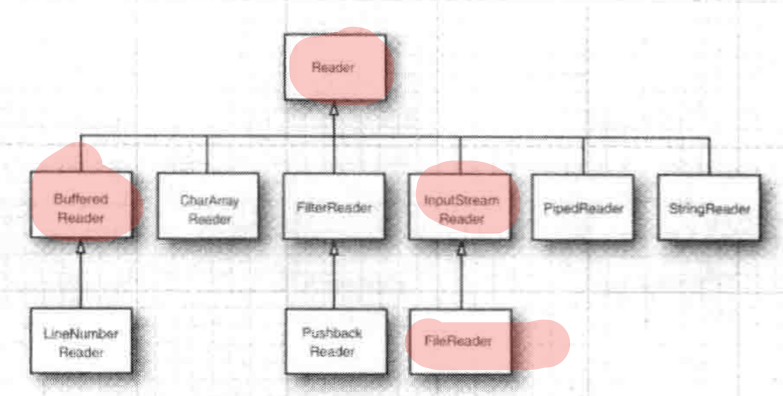 Reader
Buffered
Reader
CharArray
Reader
FilterReader
InputStream
Reader
PipedReader
StringReader
LineNumber
Reader
Pushback
Reader
FileReader